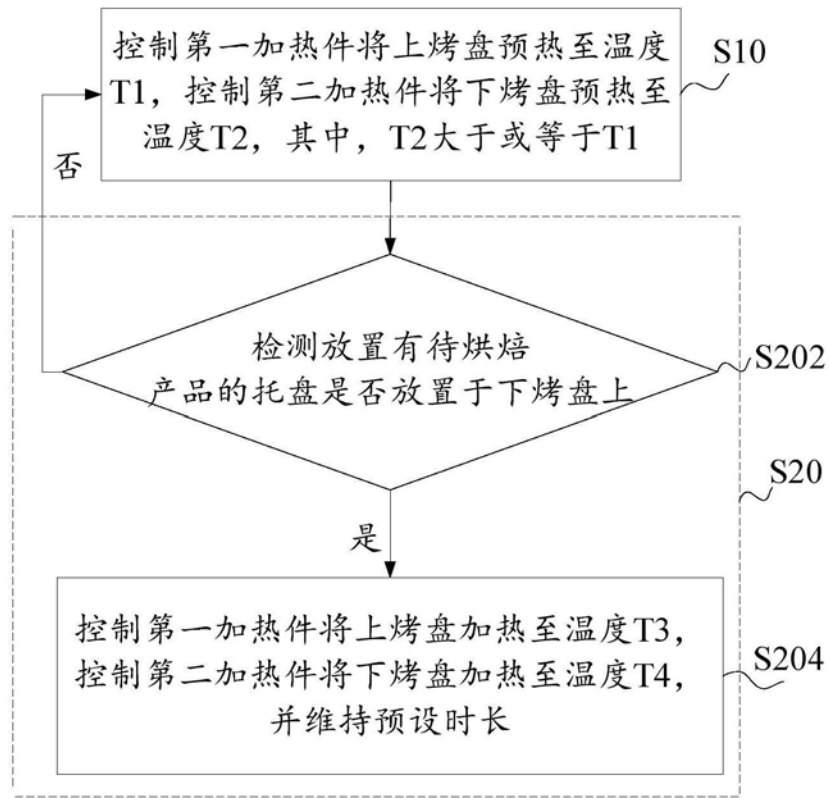 控制第一加热件将上烤盘预热至温度
T1，控制第二加热件将下烤盘预热至
温度T2，其中，T2大于或等于T1
S10
否
检测放置有待烘焙
产品的托盘是否放置于下烤盘上
S202
S20
是
控制第一加热件将上烤盘加热至温度T3，
控制第二加热件将下烤盘加热至温度T4，
并维持预设时长
S204